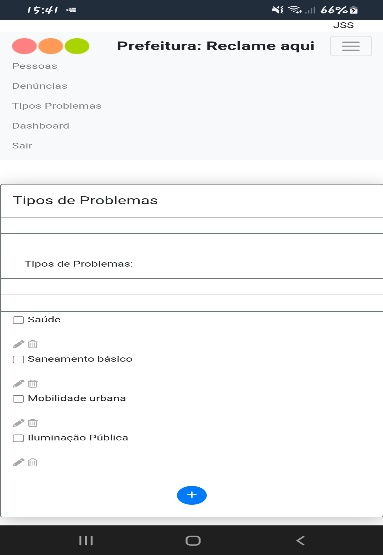 15:41
66%
JSS
Prefeitura: Reclame aqui
Pessoas
Denúncias
Tipos Problemas
Dashboard
Sair
Tipos de Problemas
Tipos de Problemas:
Saúde
Saneamento básico
Mobilidade urbana
Iluminação Pública
+